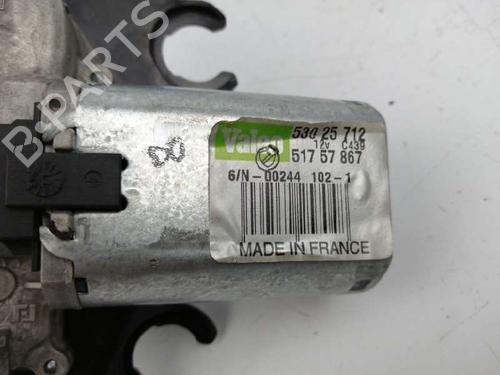 B-PARTS
Valeo
530 25 712
12v C439
517 57 867
6/N-00244 102-1
MADE IN FRANCE